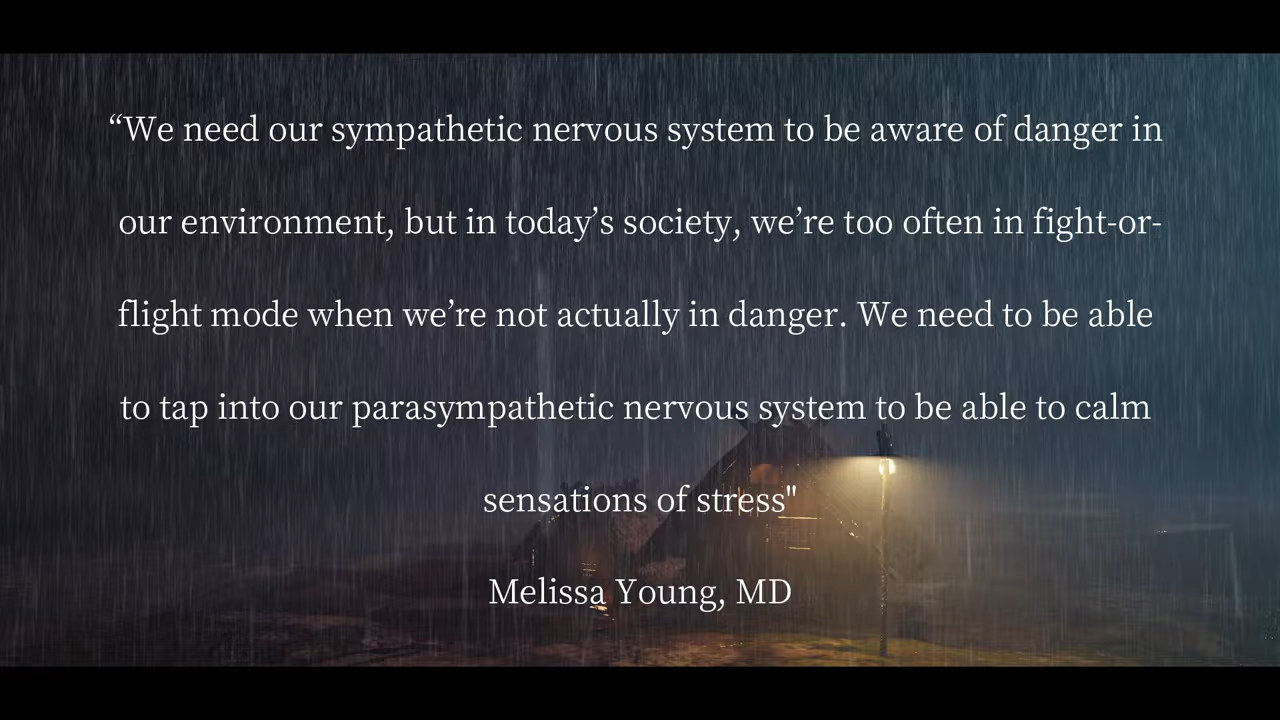 “We need our sympathetic nervous system to be aware of danger in
our environment, but in today’s society, we’re too often in fight-or-
flight mode when we’re not actually in danger. We need to be able
to tap into our parasympathetic nervous system to be able to calm
sensations of stress"
Melissa Young, MD